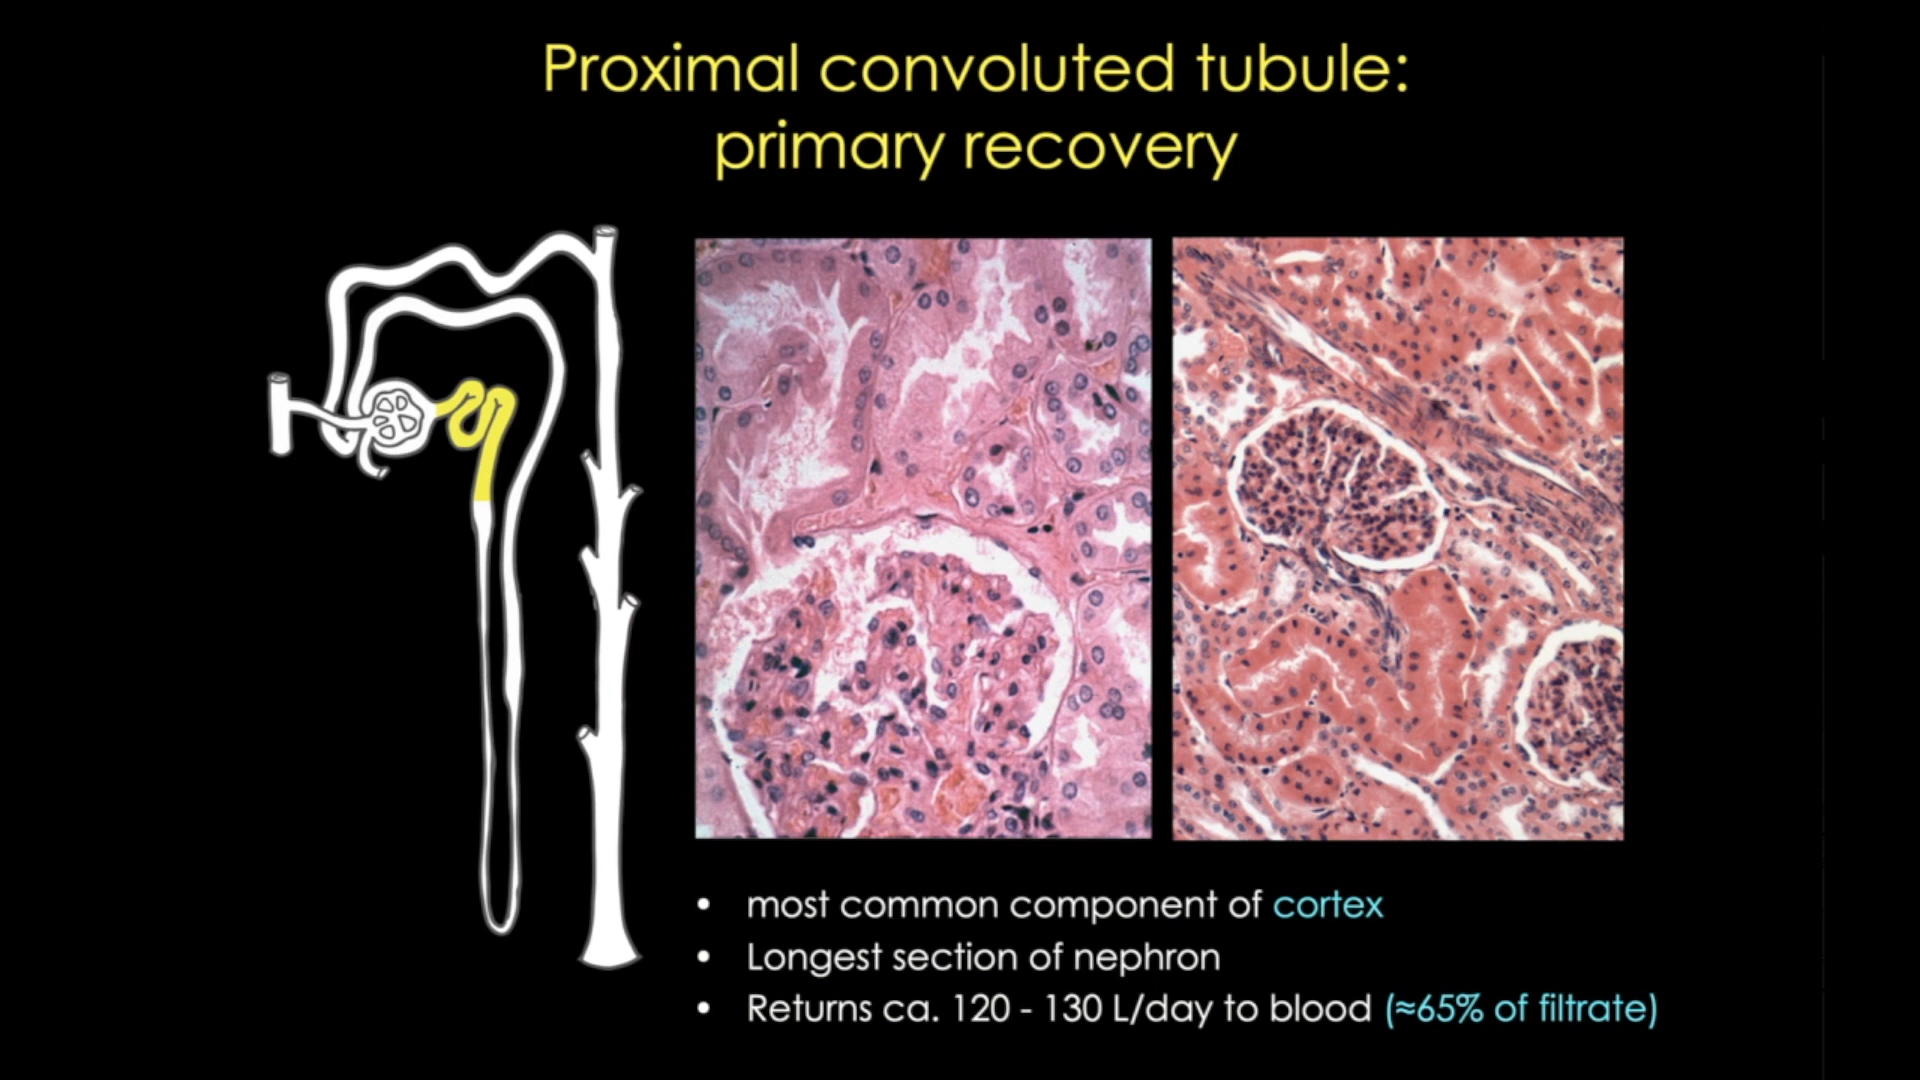 Proximal convoluted tubule:
primary recovery
• most common component of cortex
• Longest section of nephron
• Returns ca. 120 - 130 L/day to blood (≈65% of filtrate)